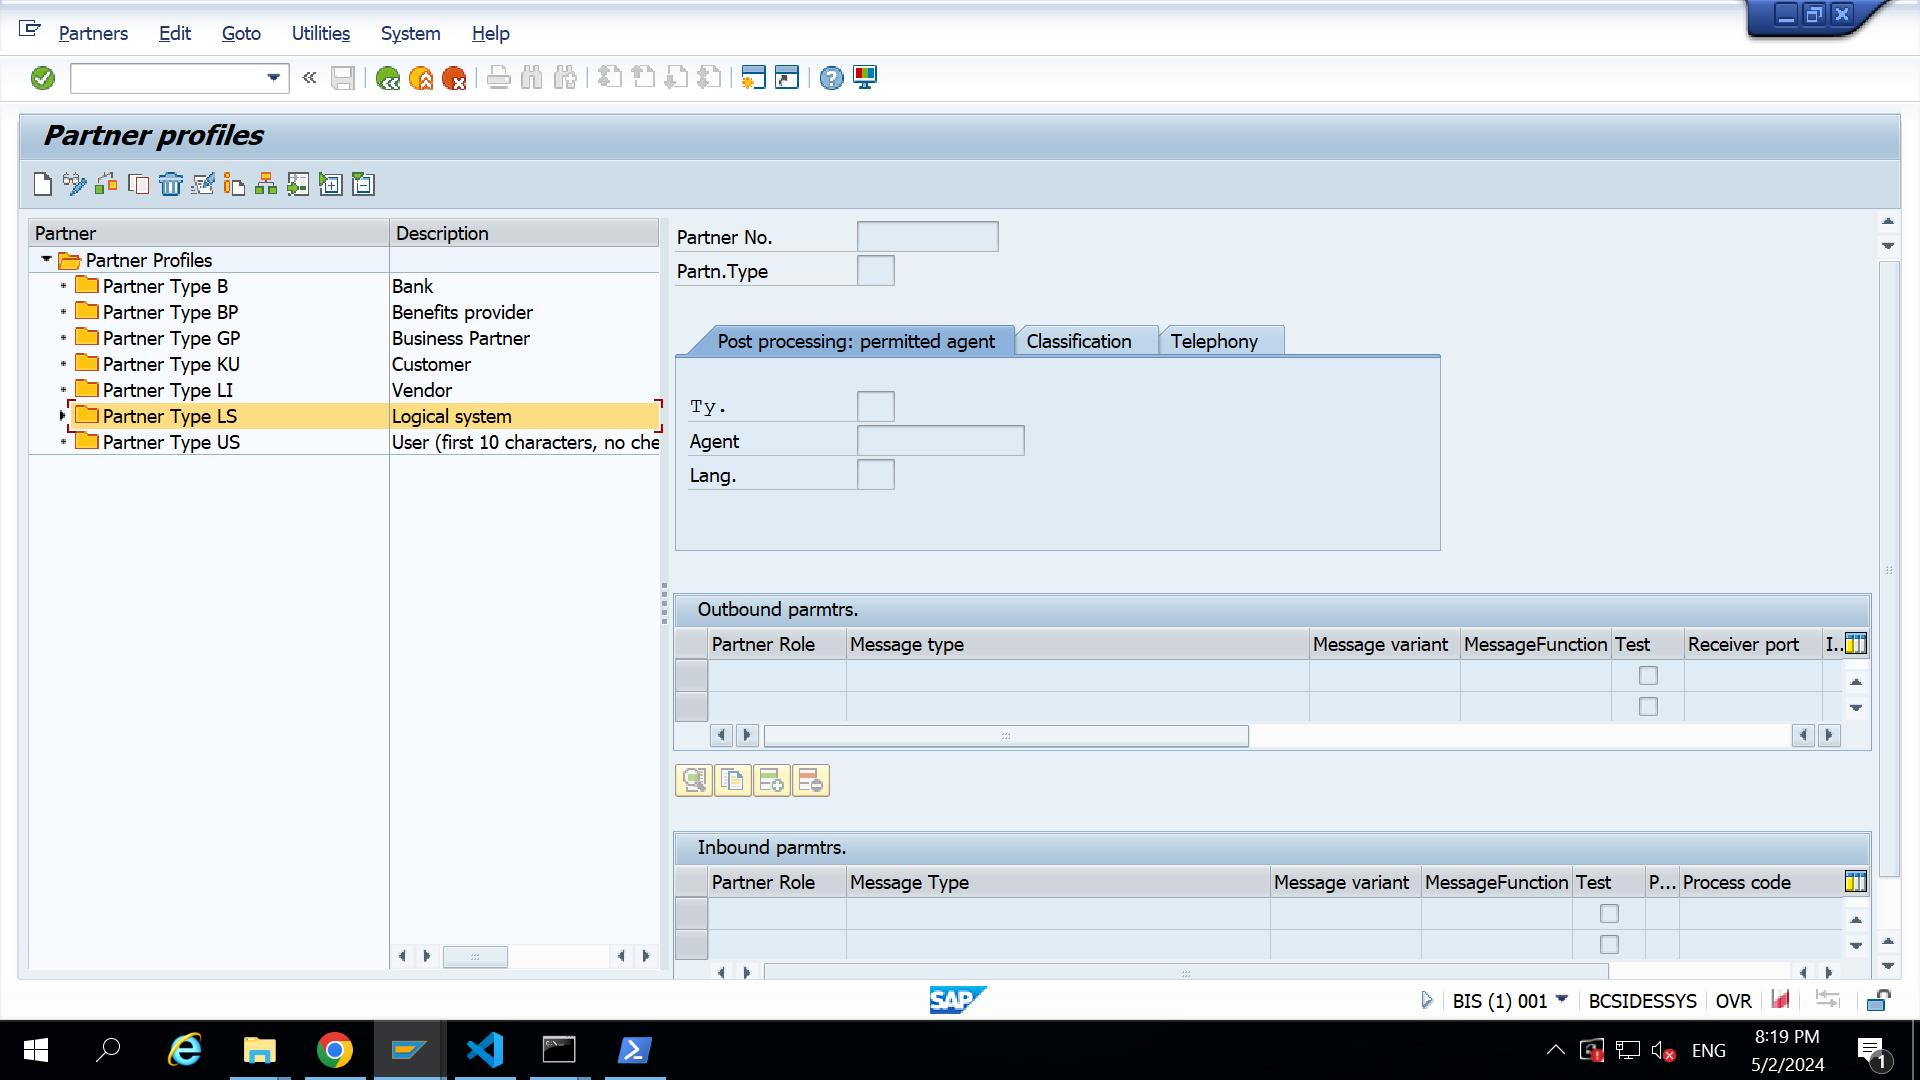 Partners Edit Goto Utilities System Help
Partner profiles
Partner Description
Partner Profiles
Partner Type B Bank
Partner Type BP Benefits provider
Partner Type GP Business Partner
Partner Type KU Customer
Partner Type LI Vendor
Partner Type LS Logical system
Partner Type US User (first 10 characters, no che
Partner No.
Partn.Type
Post processing: permitted agent Classification Telephony
Ty.
Agent
Lang.
Outbound parmtrs.
Partner Role Message type Message variant MessageFunction Test Receiver port I..
Inbound parmtrs.
Partner Role Message Type Message variant MessageFunction Test P... Process code
SAP
BIS (1) 001 BCSIDESSYS OVR
ENG
8:19 PM
5/2/2024
1